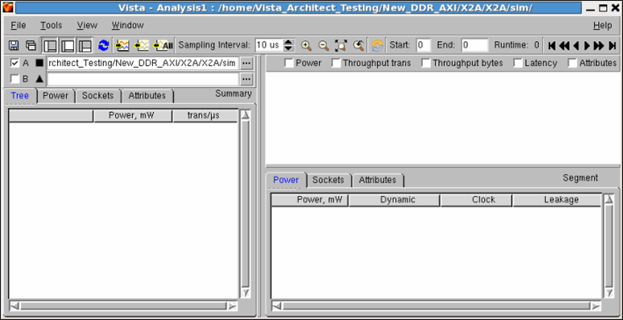 Vista - Analysis1 : /home/Vista_Architect_Testing/New_DDR_AXI/X2A/X2A/sim/
File Tools View Window Help
All Sampling Interval: 10 us Start: 0 End: 0 Runtime: 0
A rchitect_Testing/New_DDR_AXI/X2A/X2A/sim ...
Power Throughput trans Throughput bytes Latency Attributes
B ...
Tree Power Sockets Attributes Summary
Power, mW trans/µs
Power Sockets Attributes Segment
Power, mW Dynamic Clock Leakage